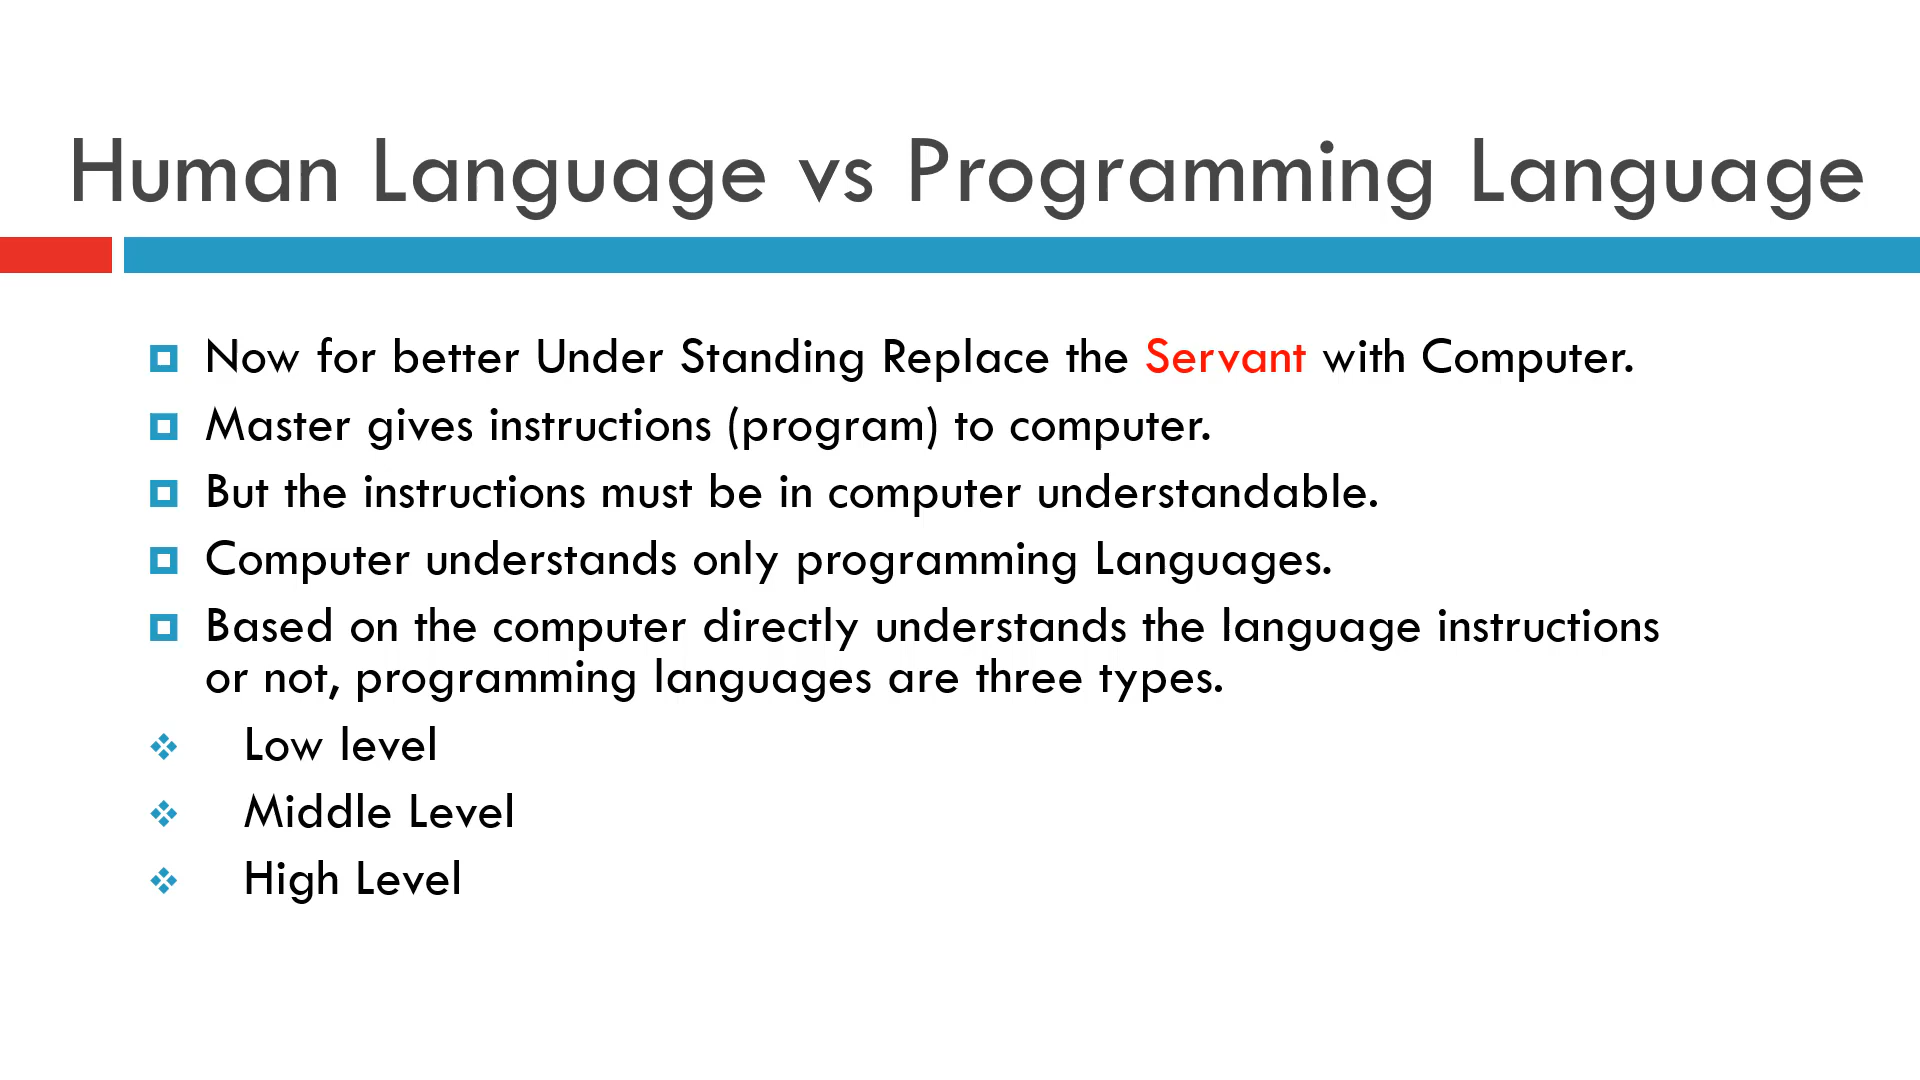 Human Language vs Programming Language
Now for better Under Standing Replace the Servant with Computer.
Master gives instructions (program) to computer.
But the instructions must be in computer understandable.
Computer understands only programming Languages.
Based on the computer directly understands the language instructions
or not, programming languages are three types.
Low level
Middle Level
High Level